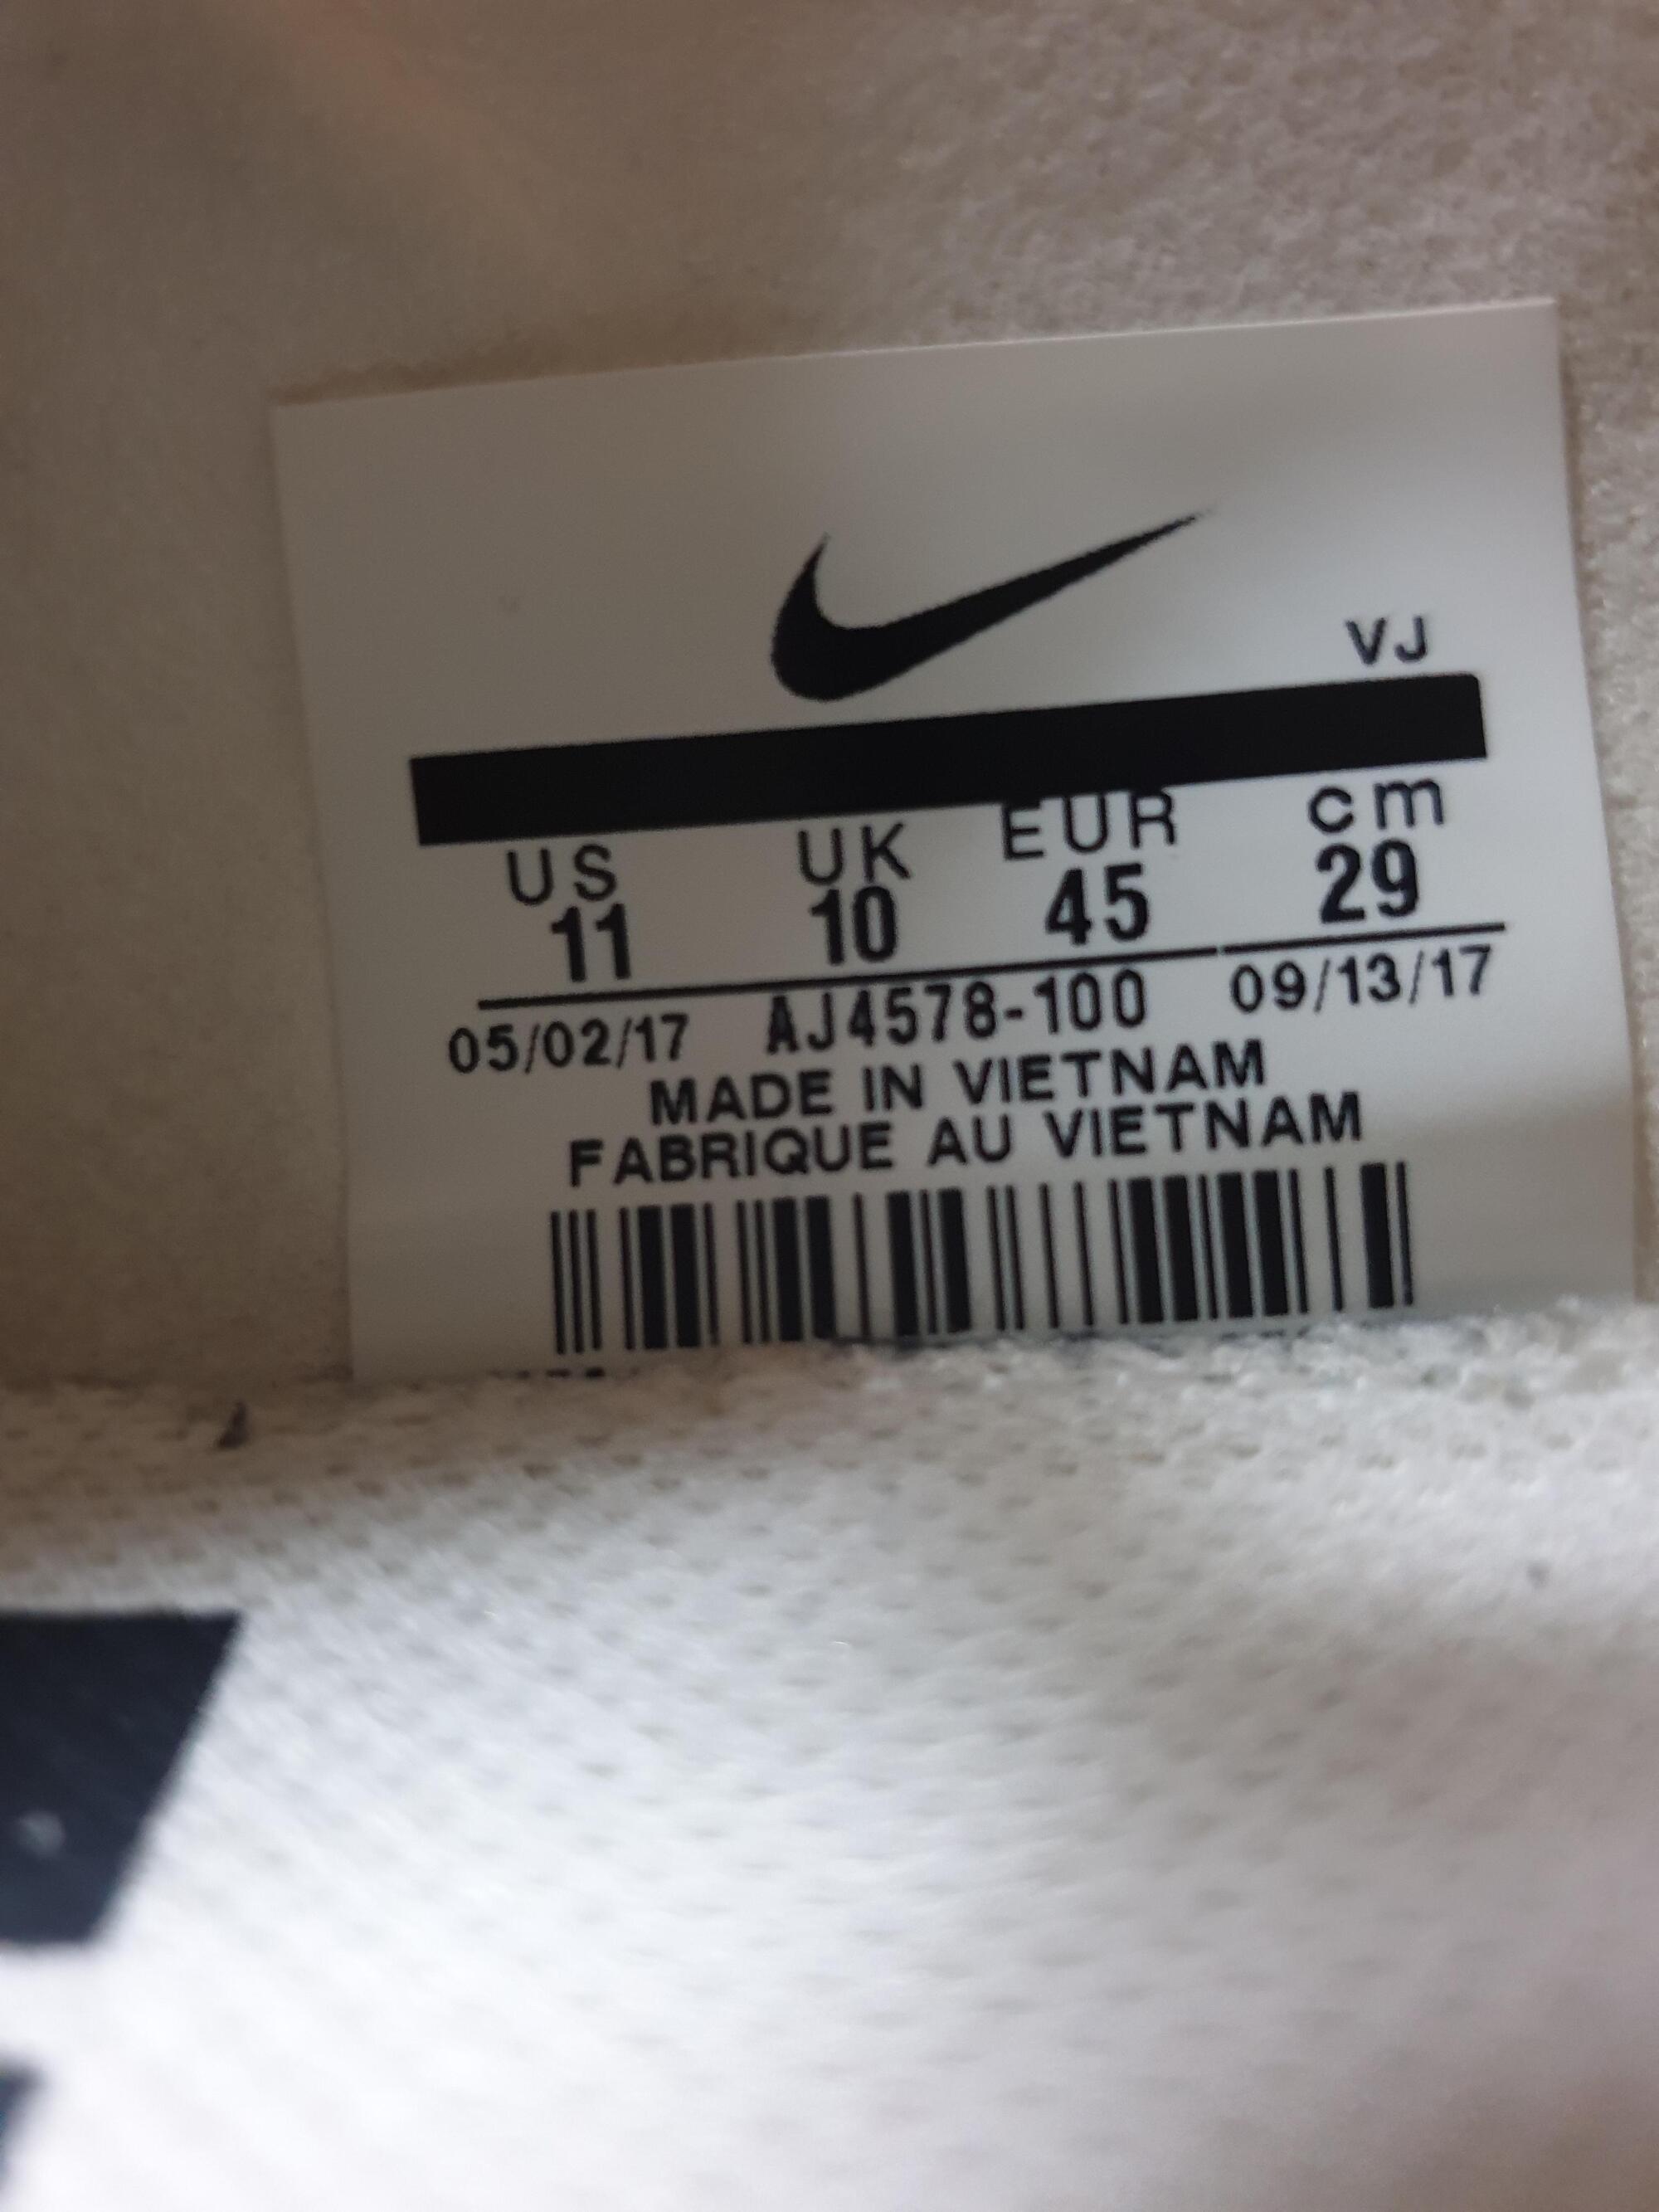 VJ
US UK EUR cm
11 10 45 29
05/02/17 AJ4578-100 09/13/17
MADE IN VIETNAM
FABRIQUE AU VIETNAM